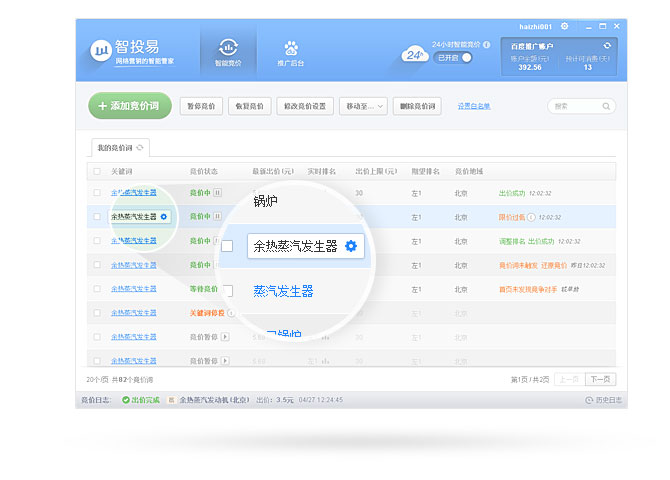 haizhi801
智投易
网络营销的智能管家
智能竞价
推广后台
24h
24小时智能竞价
已开启
百度推广账户
账户余额(元) 预计可消费(天)
392.56 13
+ 添加竞价词 暂停竞价 恢复竞价 修改竞价设置 移动至... 删除竞价词 设置白名单 搜索
我的竞价词
关键词 竞价状态 最新出价(元) 实时排名 出价上限(元) 期望排名 竞价地域
余热蒸汽发生器 竞价中 30 左1 北京 出价成功 12:02:32
余热蒸汽发生器 竞价中 左1 北京 限价过低 12:02:32
余热蒸汽发生器 竞价中 左1 北京 调整排名 出价成功 12:02:32
余热蒸汽发生器 竞价中 左1 北京 竞价词未触发 还原竞价 昨日12:02:32
余热蒸汽发生器 等待竞价 左1 北京 首页未发现竞争对手
余热蒸汽发生器 关键词暂停 30 左1 北京
余热蒸汽发生器 竞价暂停 30 左1 北京
余热蒸汽发生器 竞价暂停 左1 30 左1 北京
锅炉
余热蒸汽发生器
蒸汽发生器
锅炉
20个/页 共82个竞价词 第1页 / 共2页 上一页 下一页
竞价日志: 出价完成 余热蒸汽发动机(北京) 出价: 3.5元 04/27 12:24:45 历史日志